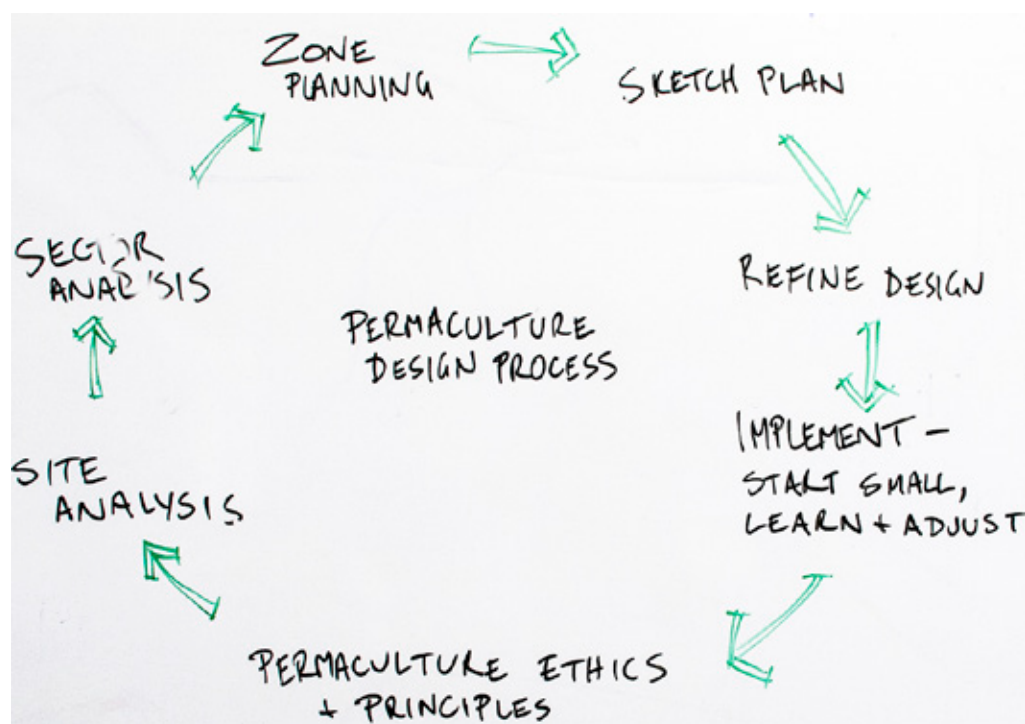 ZONE
PLANNING
SKETCH PLAN
SECTOR
ANALYSIS
REFINE DESIGN
PERMACULTURE
DESIGN PROCESS
IMPLEMENT –
START SMALL,
LEARN + ADJUST
SITE
ANALYSIS
PERMACULTURE ETHICS
+ PRINCIPLES